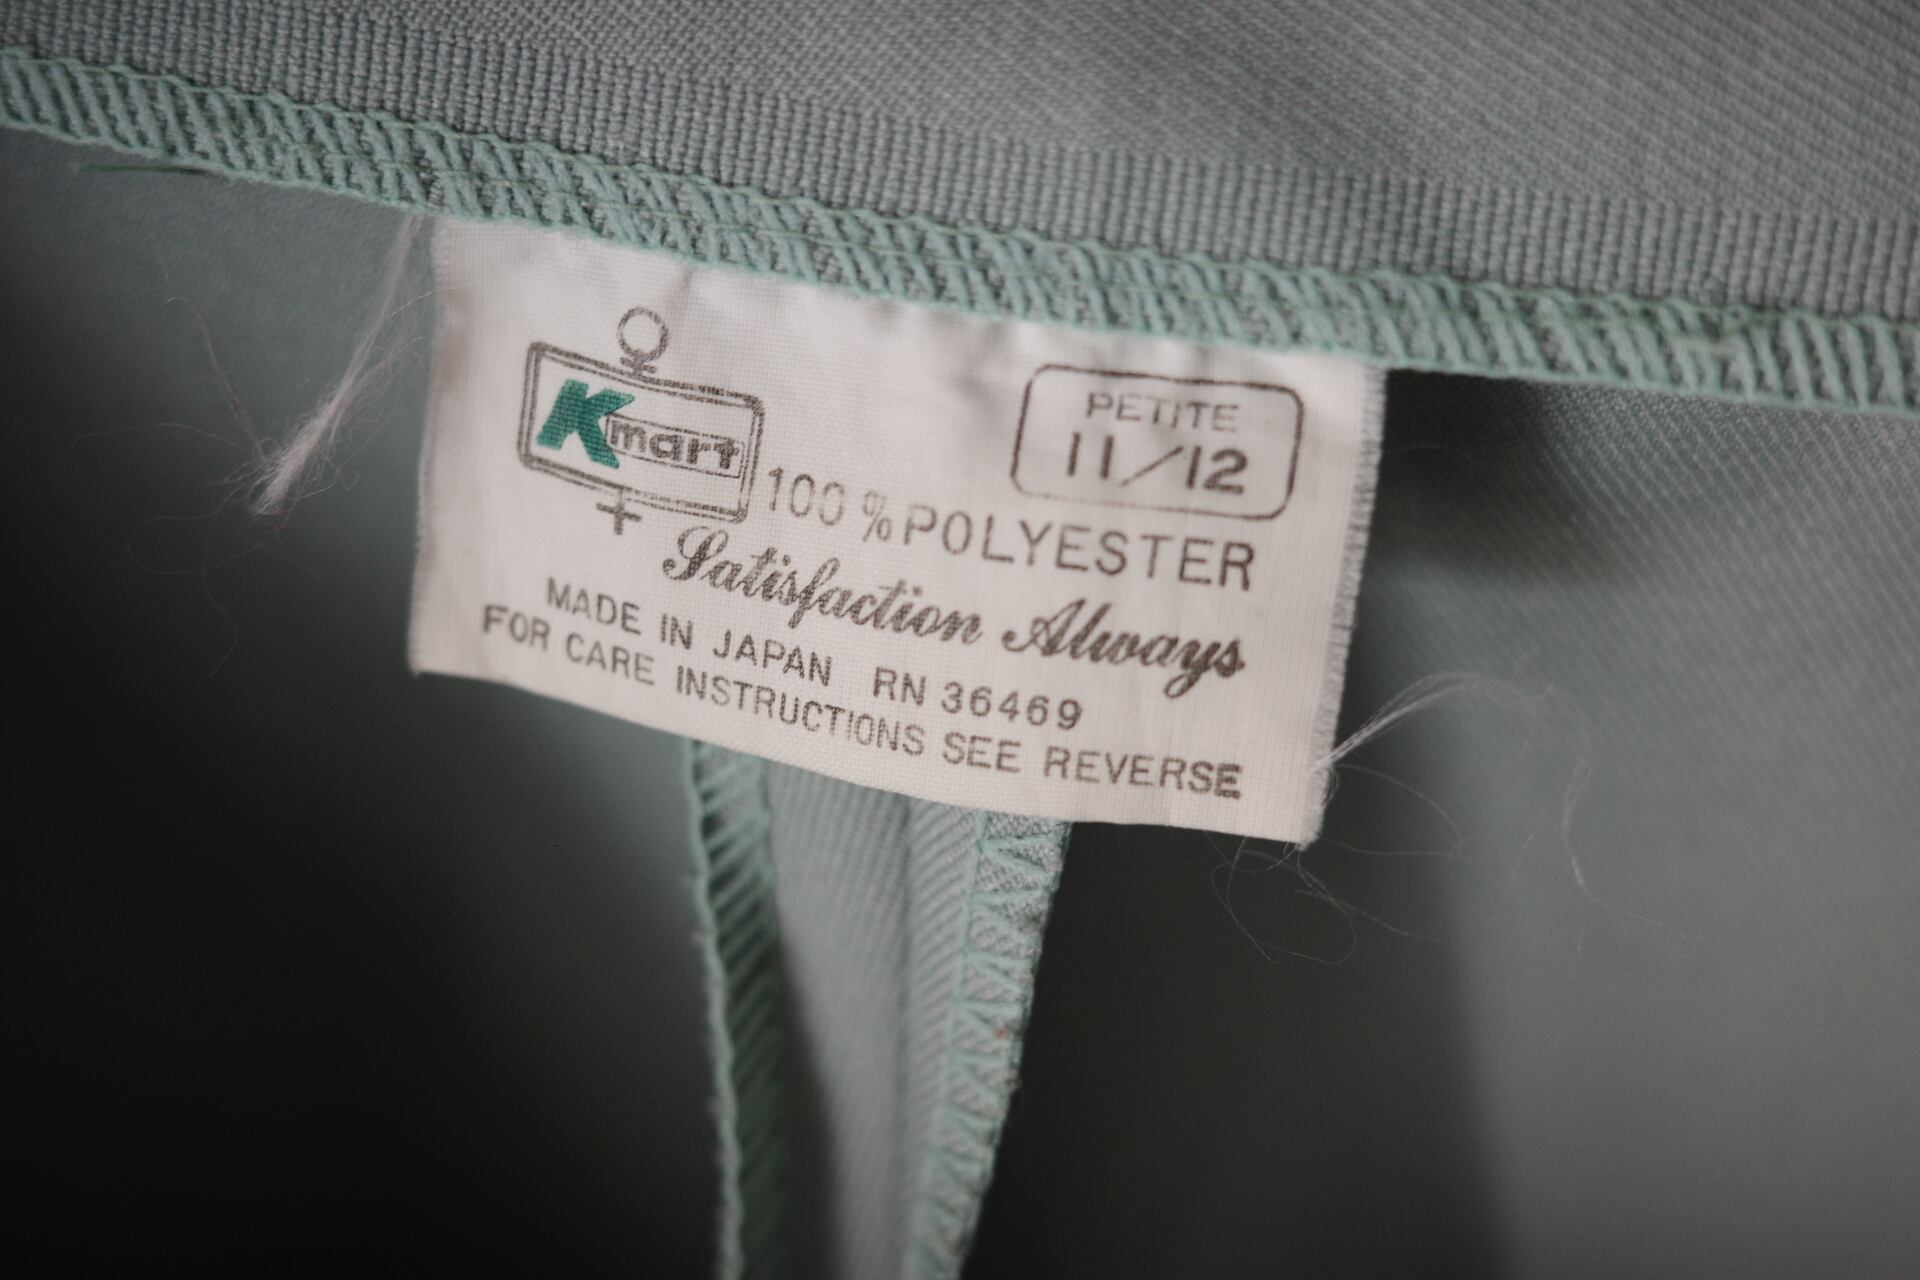 Kmart
PETITE
11/12
100% POLYESTER
Satisfaction Always
MADE IN JAPAN RN 36469
FOR CARE INSTRUCTIONS SEE REVERSE